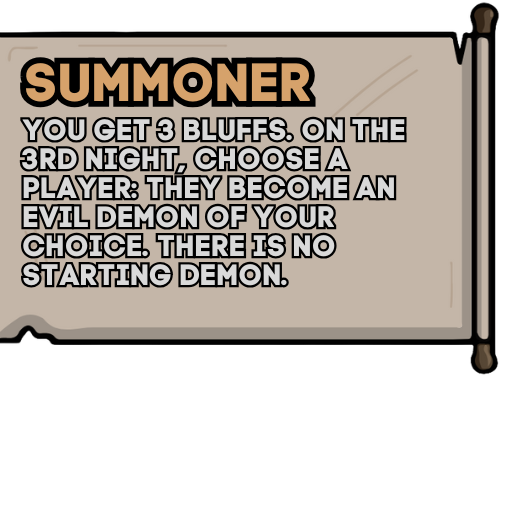 SUMMONER
YOU GET 3 BLUFFS. ON THE
3RD NIGHT, CHOOSE A
PLAYER: THEY BECOME AN
EVIL DEMON OF YOUR
CHOICE. THERE IS NO
STARTING DEMON.